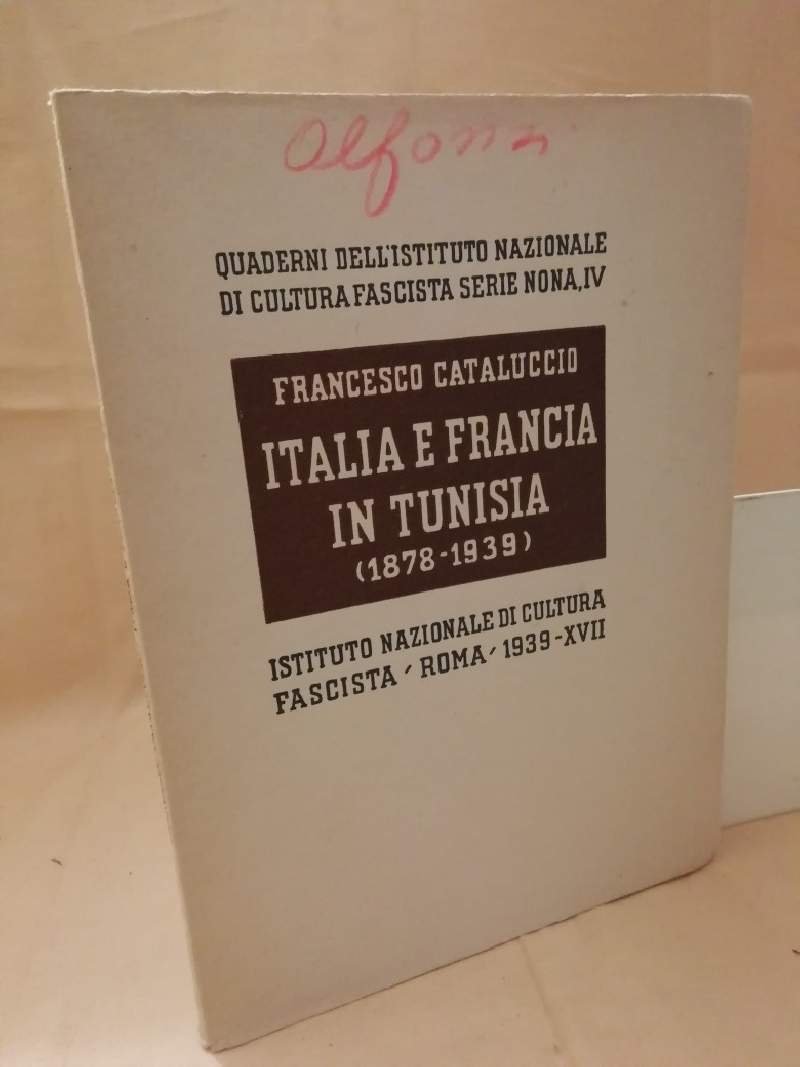 QUADERNI DELL'ISTITUTO NAZIONALE
DI CULTURA FASCISTA SERIE NONA, IV
FRANCESCO CATALUCCIO
ITALIA E FRANCIA
IN TUNISIA
(1878-1939)
ISTITUTO NAZIONALE DI CULTURA
FASCISTA ' ROMA ' 1939-XVII